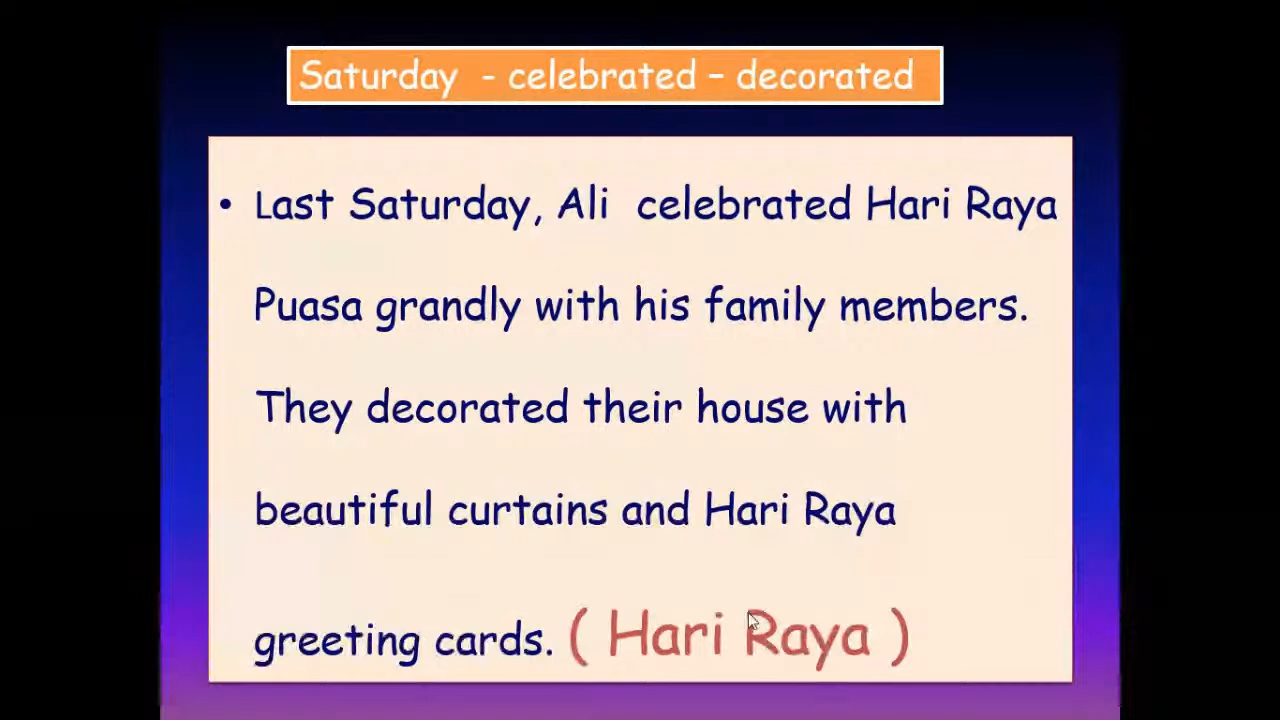 Saturday - celebrated – decorated
• Last Saturday, Ali celebrated Hari Raya
Puasa grandly with his family members.
They decorated their house with
beautiful curtains and Hari Raya
greeting cards. ( Hari Raya )